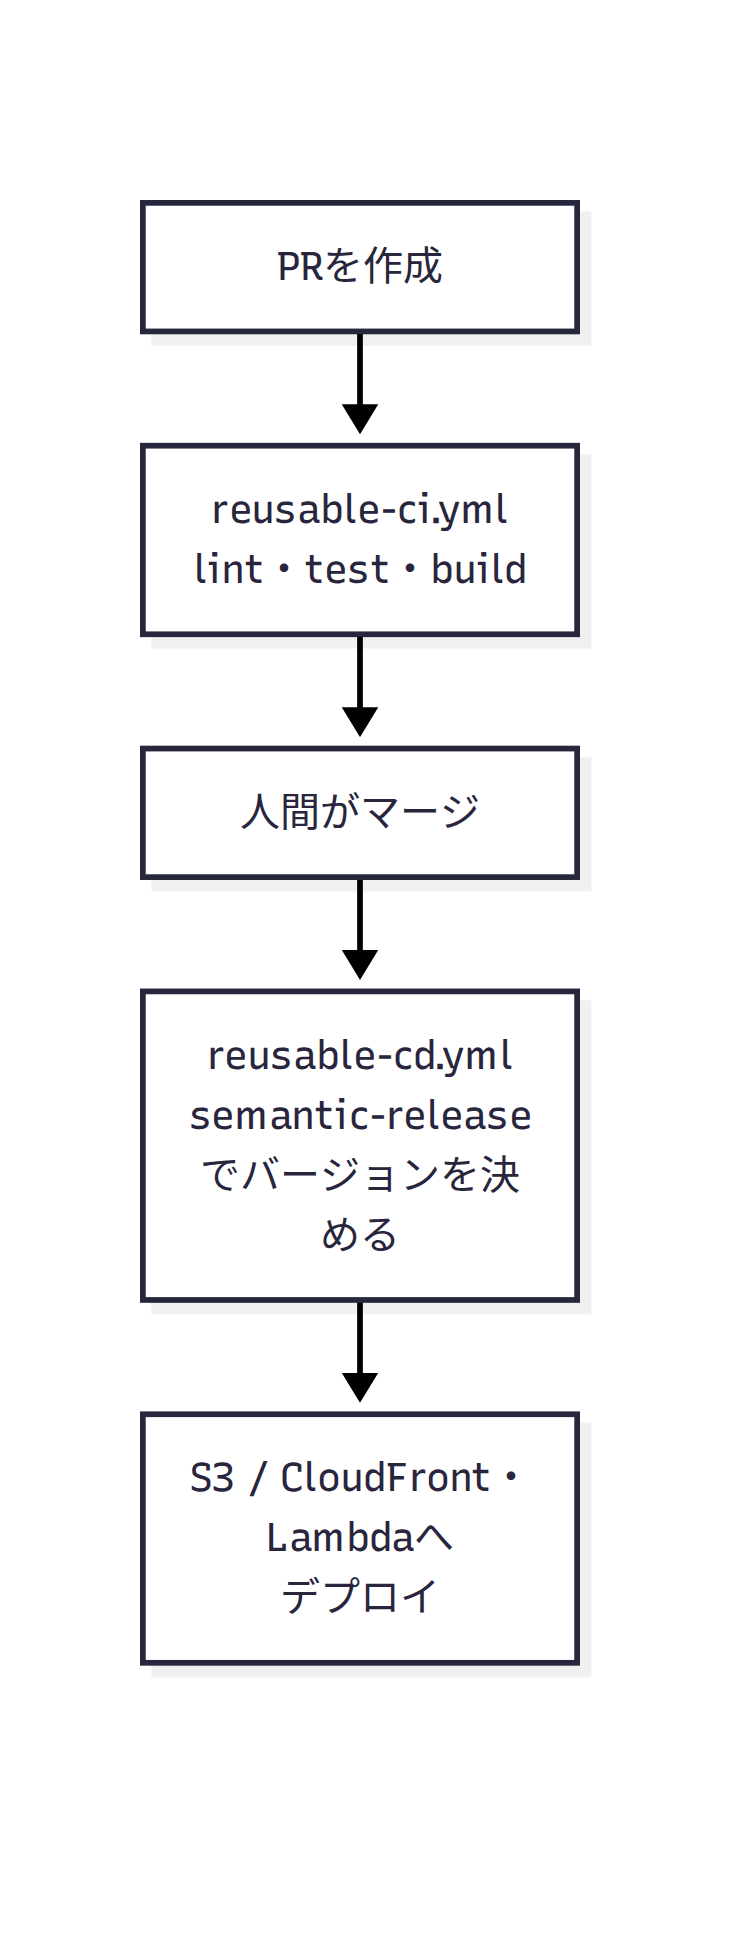 PRを作成
reusable-ci.yml
lint・test・build
人間がマージ
reusable-cd.yml
semantic-release
でバージョンを決
める
S3 / CloudFront・
Lambdaへ
デプロイ